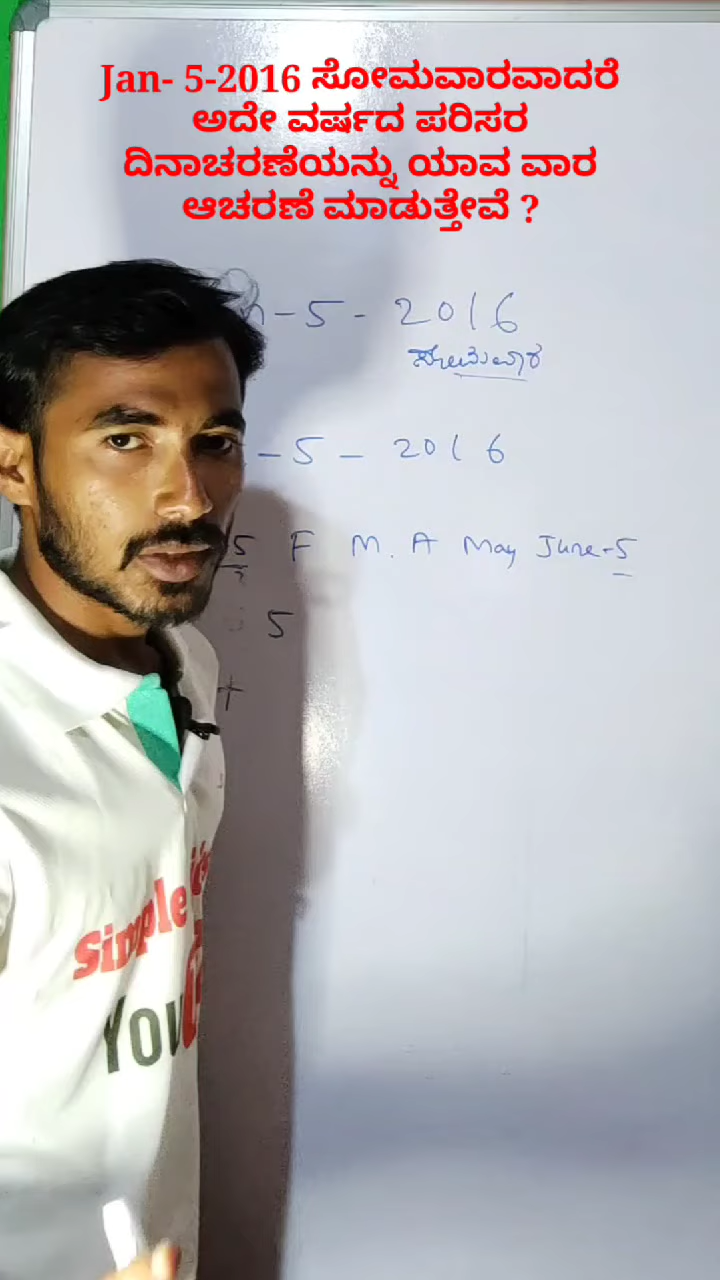 Jan- 5-2016 ಸೋಮವಾರವಾದರೆ
ಅದೇ ವರ್ಷದ ಪರಿಸರ
ದಿನಾಚರಣೆಯನ್ನು ಯಾವ ವಾರ
ಆಚರಣೆ ಮಾಡುತ್ತೇವೆ ?
n-5-2016
ಸೋಮವಾರ
-5-2016
5 F M. A May June-5
5
+
Simple
YOU